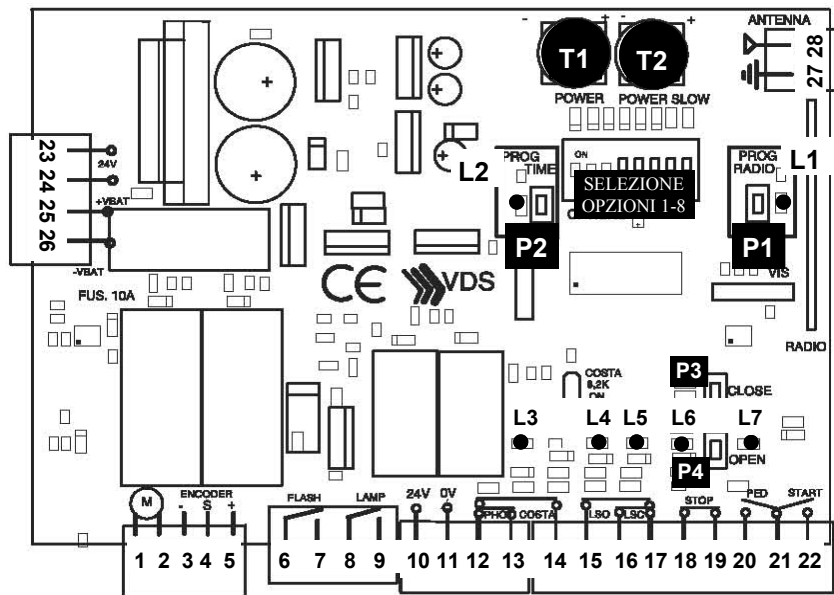 ANTENNA
- + - +
T1 T2
POWER POWER SLOW
27 28
23
24
25
26
24V
+VBAT
-VBAT
FUS. 10A
L2
PROG
TIME
P2
ON
SELEZIONE
OPZIONI 1-8
PROG
RADIO
L1
P1
VIS
CE VDS
RADIO
COSTA
8,2K
ON
P3
CLOSE
L3 L4 L5 L6 L7
P4
OPEN
M
ENCODER
- S +
FLASH LAMP
24V 0V
PHO COSTA
LSO LSC
STOP
PED START
1 2 3 4 5 6 7 8 9 10 11 12 13 14 15 16 17 18 19 20 21 22